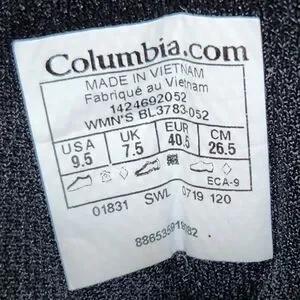 Columbia.com
MADE IN VIETNAM
Fabriqué au Vietnam
1424692052
WMN'S BL3783-052
USA UK EUR CM
9.5 7.5 40.5 26.5
ECA-9
01831 SWL 0719 120